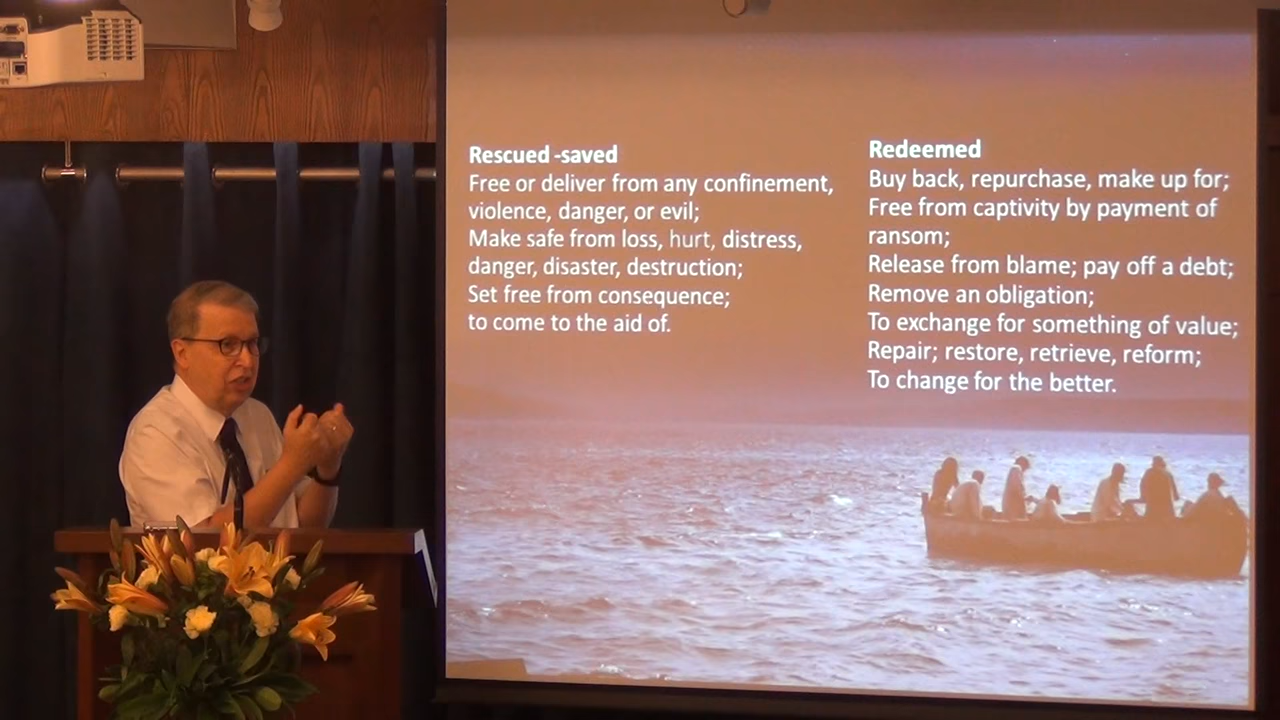 Rescued -saved
Free or deliver from any confinement,
violence, danger, or evil;
Make safe from loss, hurt, distress,
danger, disaster, destruction;
Set free from consequence;
to come to the aid of.
Redeemed
Buy back, repurchase, make up for;
Free from captivity by payment of
ransom;
Release from blame; pay off a debt;
Remove an obligation;
To exchange for something of value;
Repair; restore, retrieve, reform;
To change for the better.